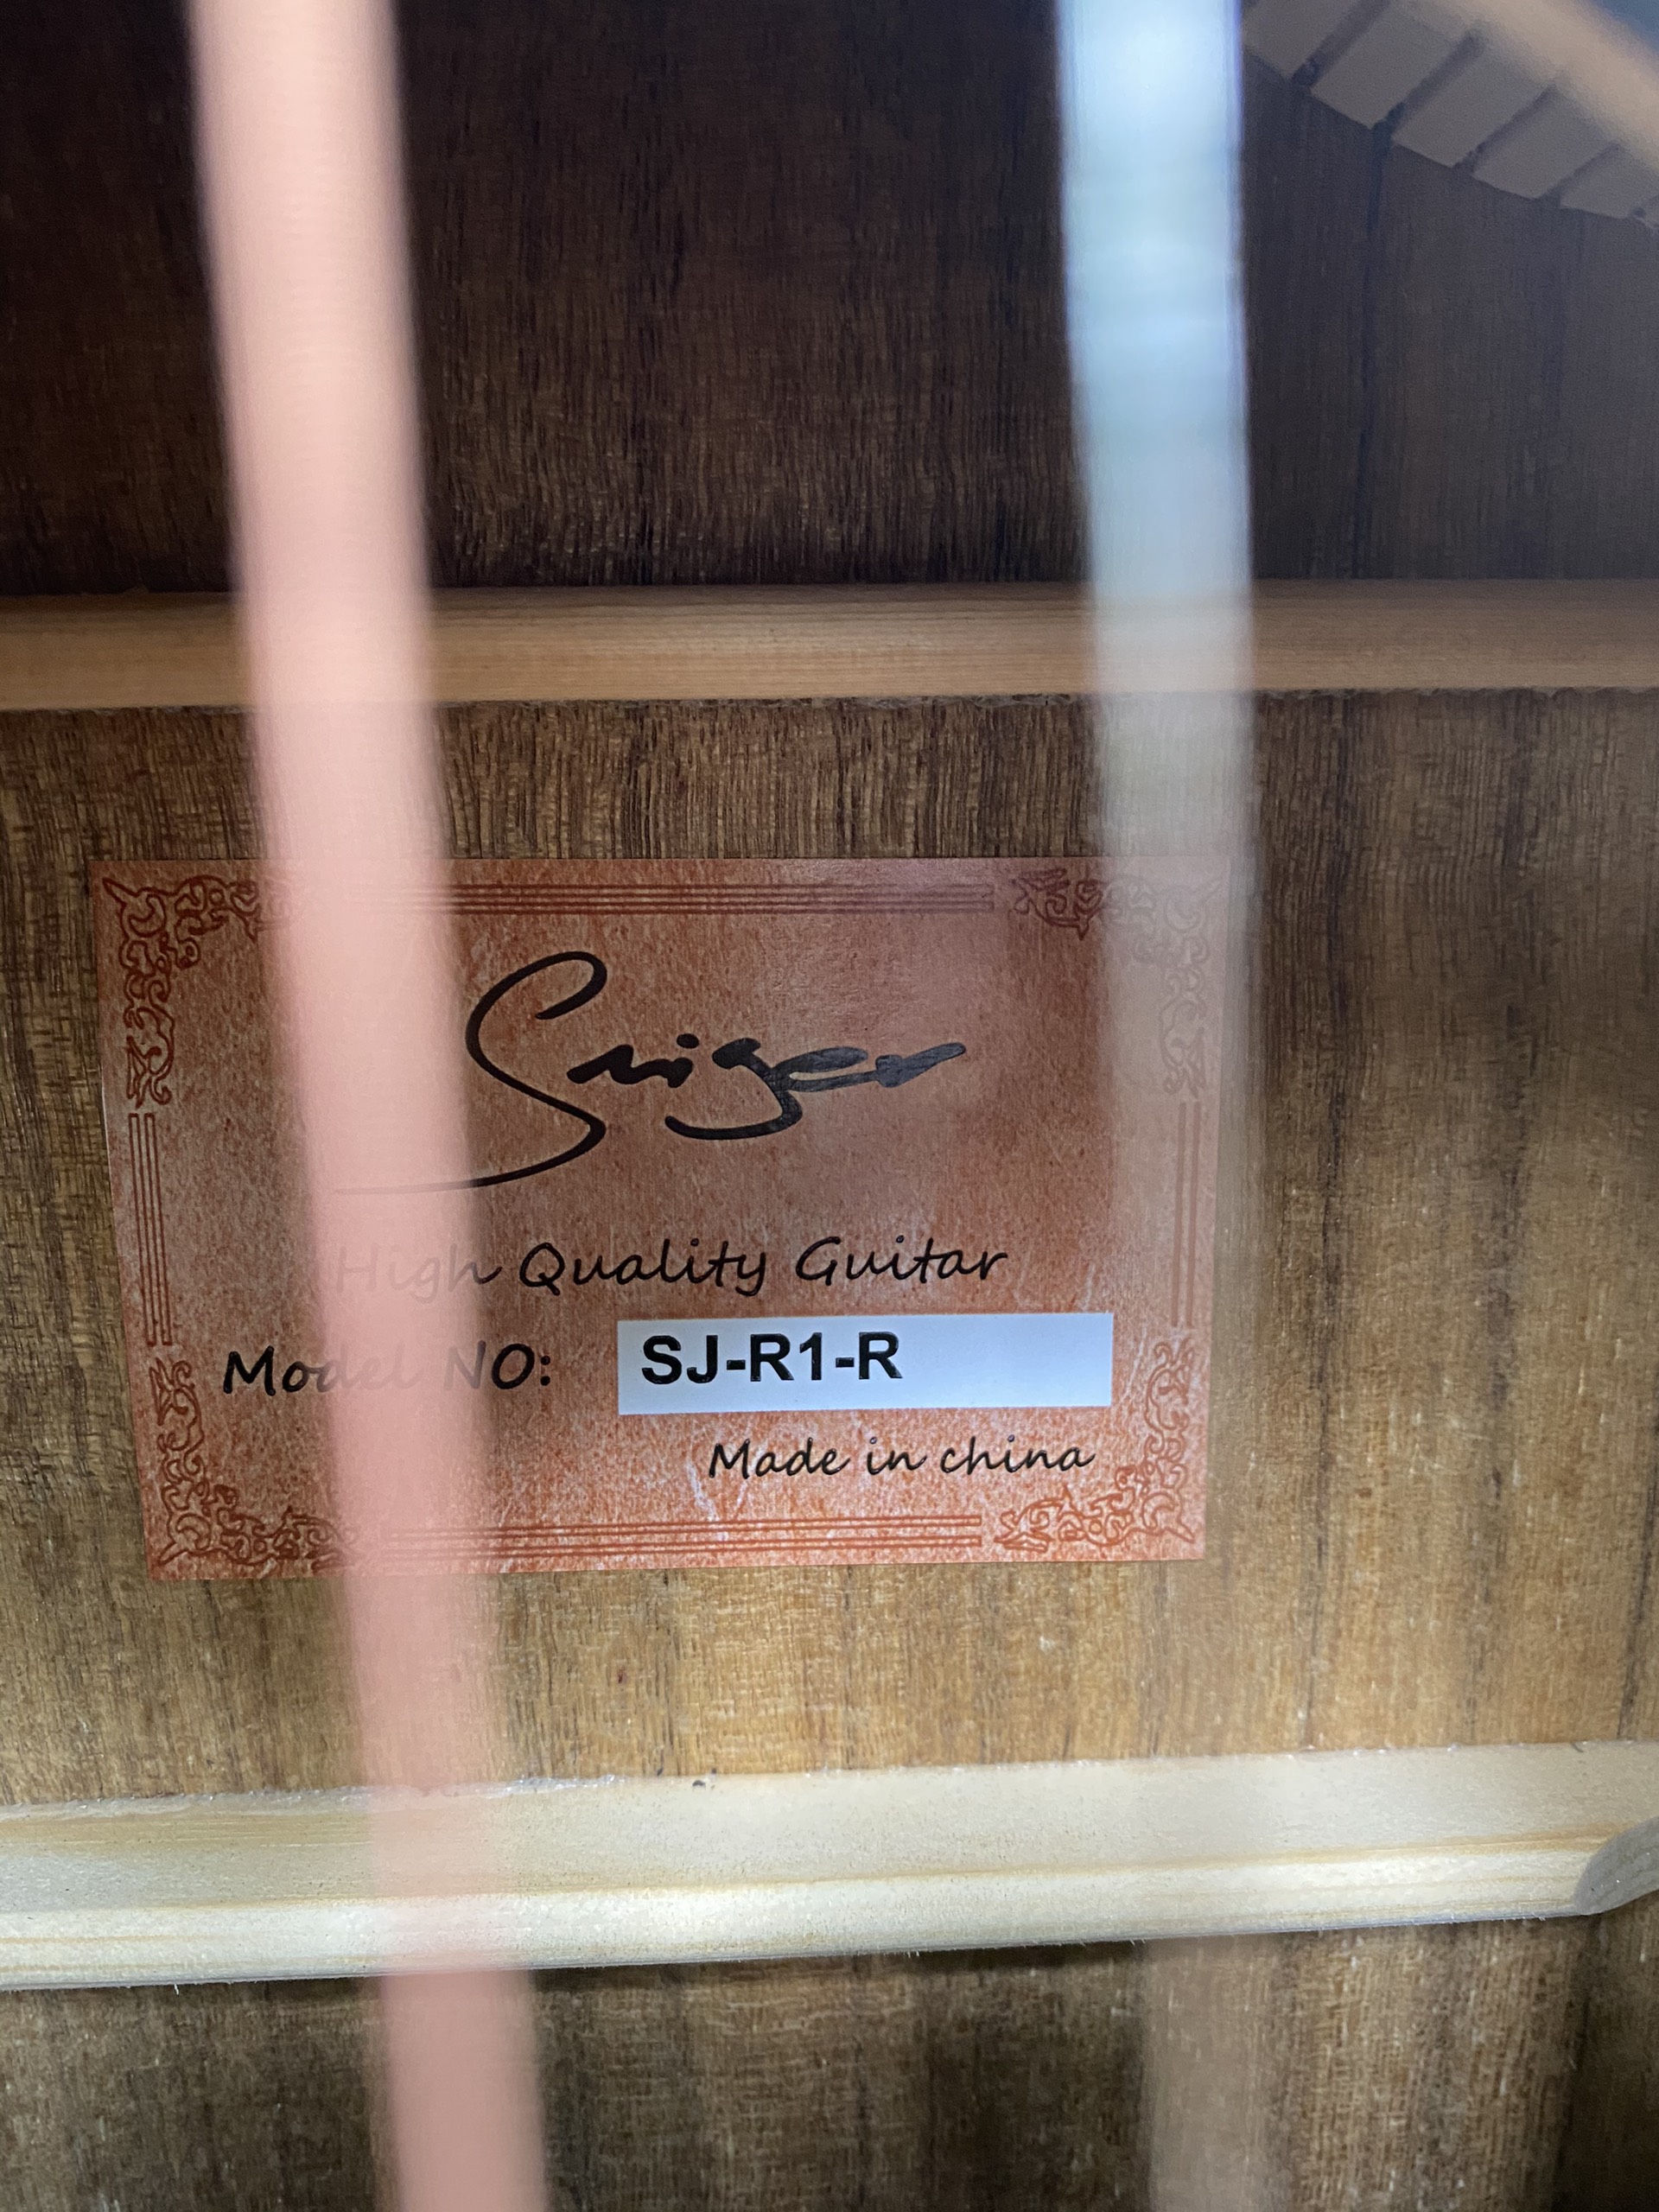 Smiger
High Quality Guitar
Model NO: SJ-R1-R
Made in china